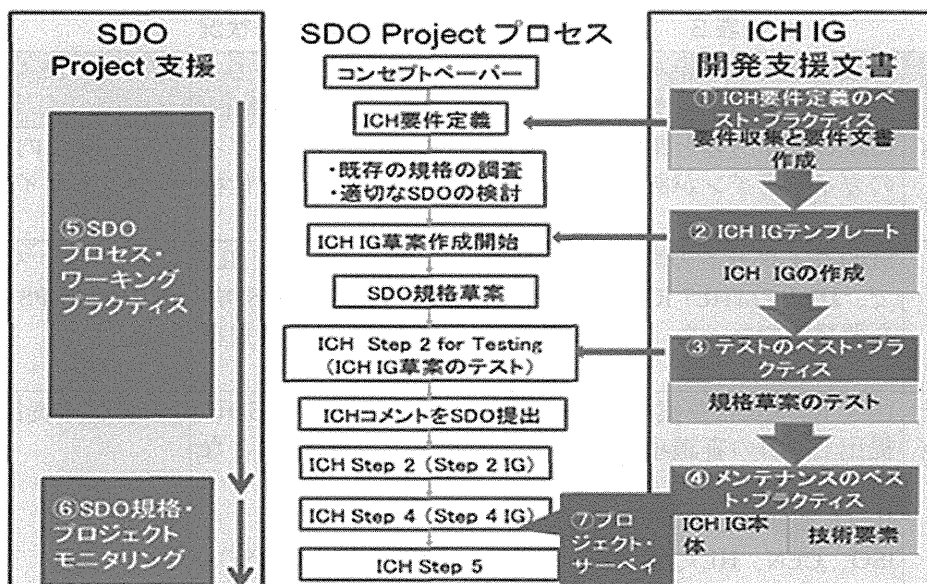 SDO
Project 支援
⑤SDO
プロセス・
ワーキング
プラクティス
⑥SDO規格・
プロジェクト
モニタリング
SDO Project プロセス
コンセプトペーパー
ICH要件定義
・既存の規格の調査
・適切なSDOの検討
ICH IG草案作成開始
SDO規格草案
ICH Step 2 for Testing
(ICH IG草案のテスト)
ICHコメントをSDO提出
ICH Step 2 (Step 2 IG)
ICH Step 4 (Step 4 IG)
ICH Step 5
⑦プロ
ジェクト・
サーベイ
ICH IG
開発支援文書
①ICH要件定義のベ
スト・プラクティス
要件収集と要件文書
作成
② ICH IGテンプレート
ICH IGの作成
③ テストのベスト・プラ
クティス
規格草案のテスト
④ メンテナンスのベス
ト・プラクティス
ICH IG本
体
技術要素